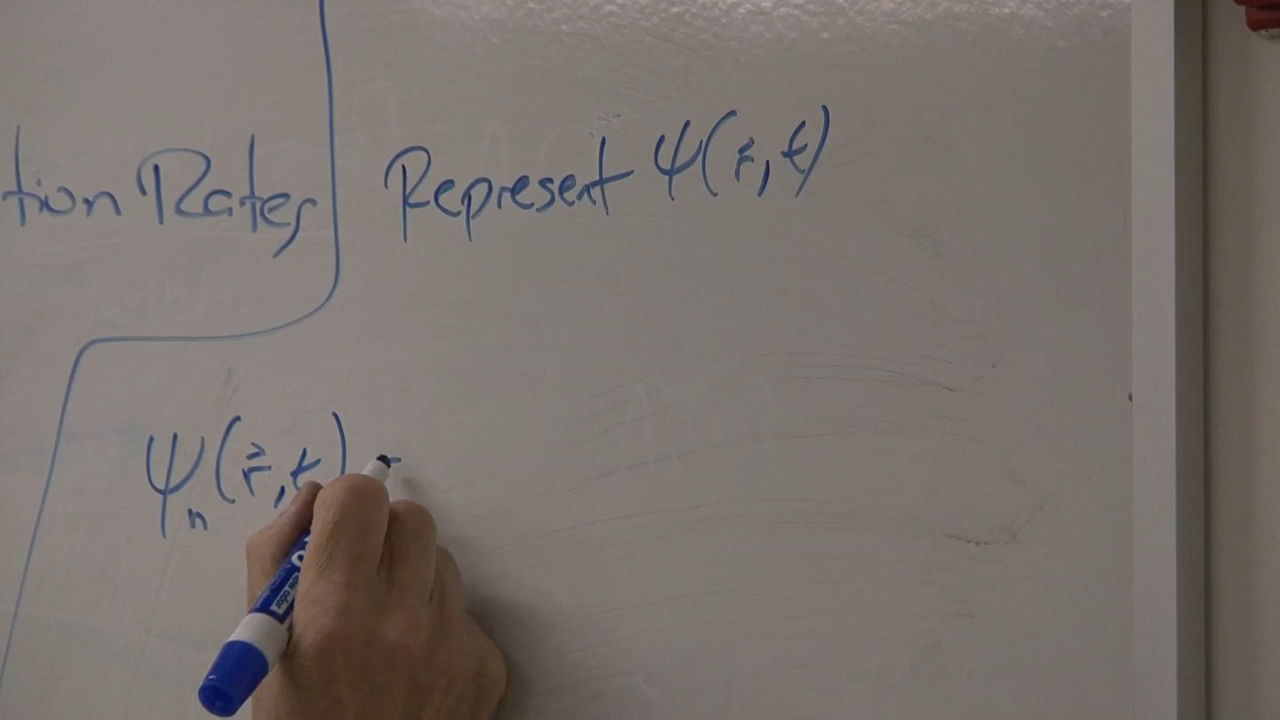 tion Rates
Represent ψ(r⃗,t)
ψₙ(r⃗,t) =